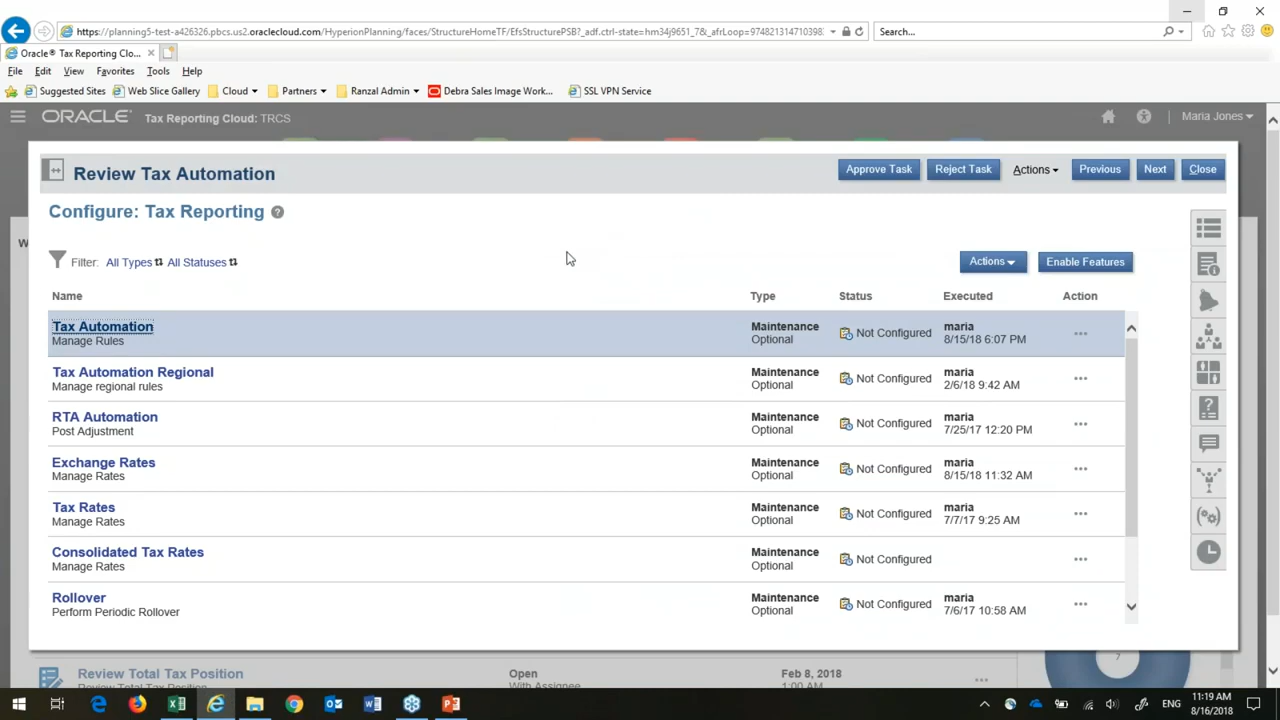 https://planning5-test-a426326.pbcs.us2.oraclecloud.com/HyperionPlanning/faces/StructureHomeTF/EfsStructurePSB?_adf.ctrl-state=hm34j9651_7&_afrLoop=974821314710398
Search...
Oracle® Tax Reporting Clo...
File Edit View Favorites Tools Help
Suggested Sites Web Slice Gallery Cloud Partners Ranzal Admin Debra Sales Image Work... SSL VPN Service
ORACLE Tax Reporting Cloud: TRCS Maria Jones
Review Tax Automation
Approve Task Reject Task Actions Previous Next Close
Configure: Tax Reporting
W
Filter: All Types All Statuses
Actions Enable Features
Name Type Status Executed Action
Tax Automation Maintenance Not Configured maria
Manage Rules Optional 8/15/18 6:07 PM
Tax Automation Regional Maintenance Not Configured maria
Manage regional rules Optional 2/6/18 9:42 AM
RTA Automation Maintenance Not Configured maria
Post Adjustment Optional 7/25/17 12:20 PM
Exchange Rates Maintenance Not Configured maria
Manage Rates Optional 8/15/18 11:32 AM
Tax Rates Maintenance Not Configured maria
Manage Rates Optional 7/7/17 9:25 AM
Consolidated Tax Rates Maintenance Not Configured
Manage Rates Optional
Rollover Maintenance Not Configured maria
Perform Periodic Rollover Optional 7/6/17 10:58 AM
Review Total Tax Position Open Feb 8, 2018
Review Total Tax Position With Assignee 1:00 AM
7
ENG
11:19 AM
8/16/2018